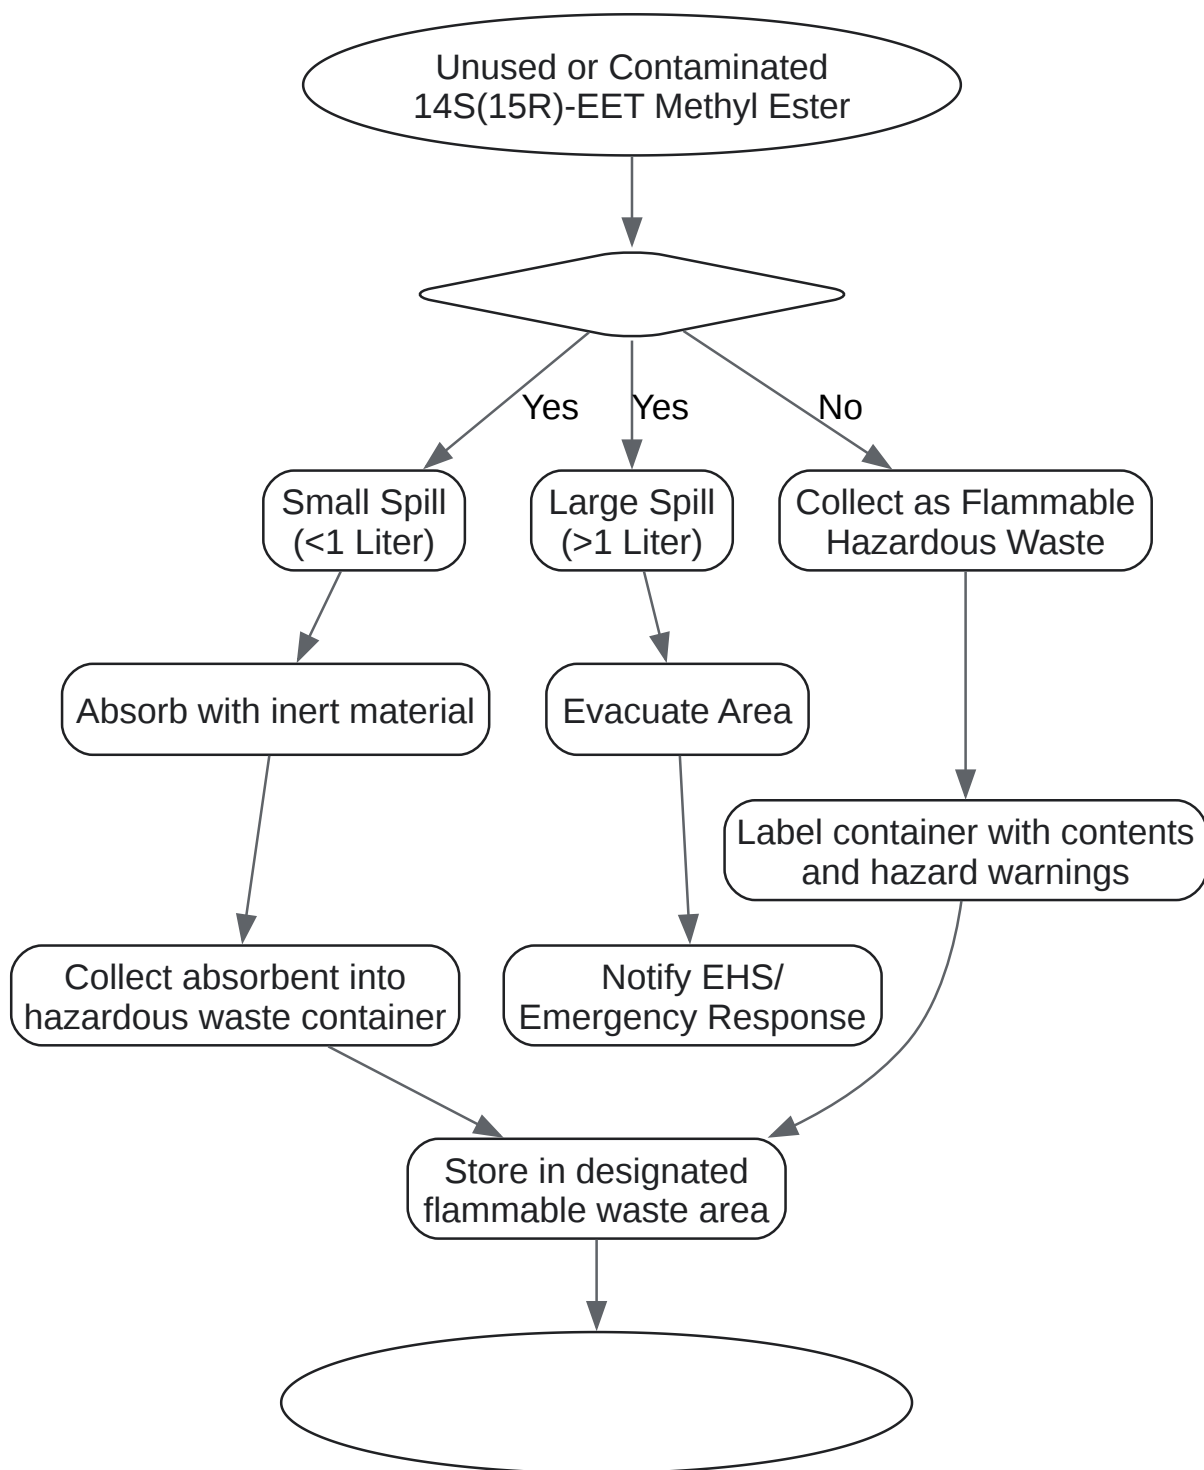 Unused or Contaminated
14S(15R)-EET Methyl Ester
Yes
Yes
No
Small Spill
(<1 Liter)
Large Spill
(>1 Liter)
Collect as Flammable
Hazardous Waste
Absorb with inert material
Evacuate Area
Label container with contents
and hazard warnings
Collect absorbent into
hazardous waste container
Notify EHS/
Emergency Response
Store in designated
flammable waste area